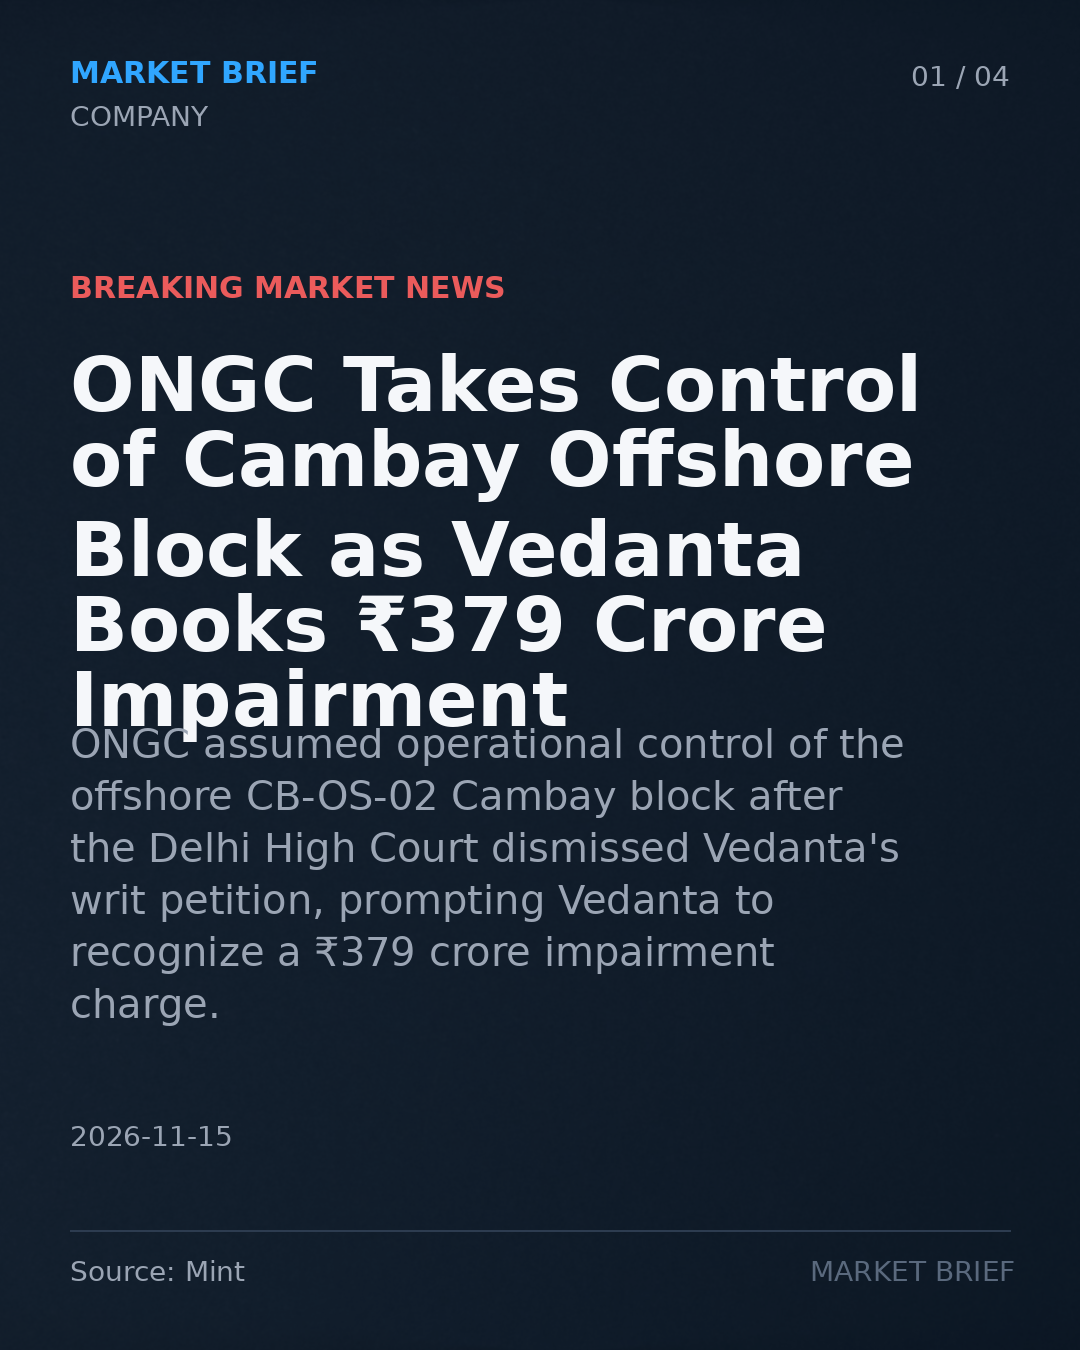 MARKET BRIEF
01 / 04
COMPANY
BREAKING MARKET NEWS
ONGC Takes Control
of Cambay Offshore
Block as Vedanta
Books ₹379 Crore
Impairment
ONGC assumed operational control of the
offshore CB-OS-02 Cambay block after
the Delhi High Court dismissed Vedanta's
writ petition, prompting Vedanta to
recognize a ₹379 crore impairment
charge.
2026-11-15
Source: Mint
MARKET BRIEF